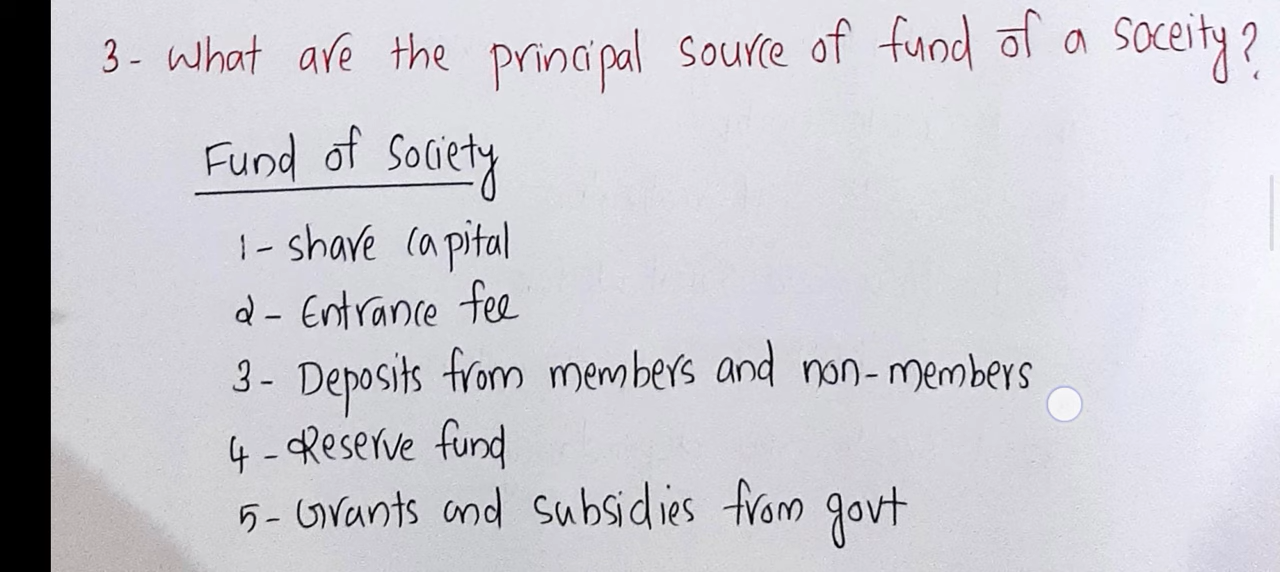 3- What are the principal source of fund of a soceity?
Fund of Society
1- share capital
2- Entrance fee
3- Deposits from members and non-members
4- Reserve fund
5- Grants and subsidies from govt